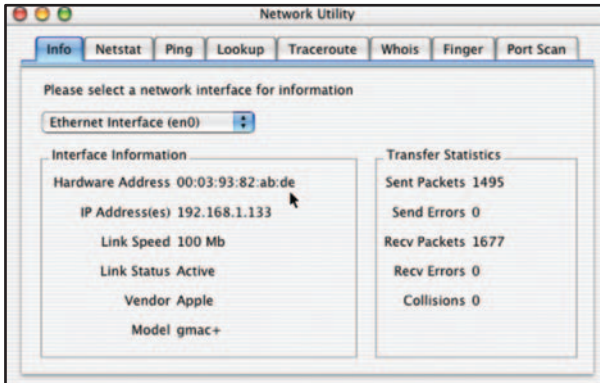 Network Utility
Info Netstat Ping Lookup Traceroute Whois Finger Port Scan
Please select a network interface for information
Ethernet Interface (en0)
Interface Information
Hardware Address 00:03:93:82:ab:de
IP Address(es) 192.168.1.133
Link Speed 100 Mb
Link Status Active
Vendor Apple
Model gmac+
Transfer Statistics
Sent Packets 1495
Send Errors 0
Recv Packets 1677
Recv Errors 0
Collisions 0